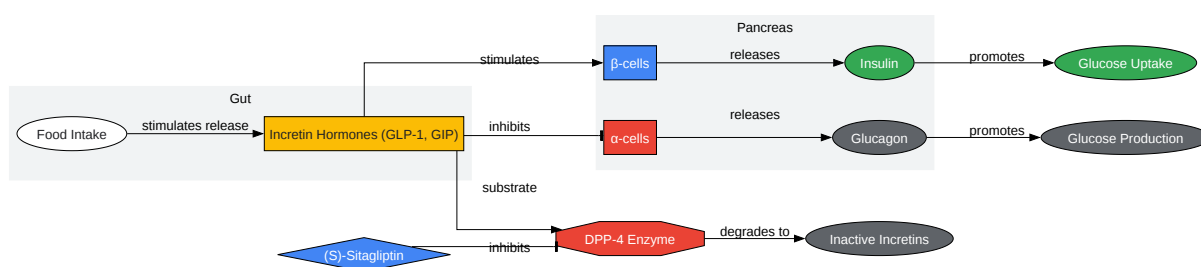 Pancreas
stimulates
β-cells
releases
Insulin
promotes
Glucose Uptake
Gut
Food Intake
stimulates release
Incretin Hormones (GLP-1, GIP)
inhibits
α-cells
releases
Glucagon
promotes
Glucose Production
substrate
(S)-Sitagliptin
inhibits
DPP-4 Enzyme
degrades to
Inactive Incretins